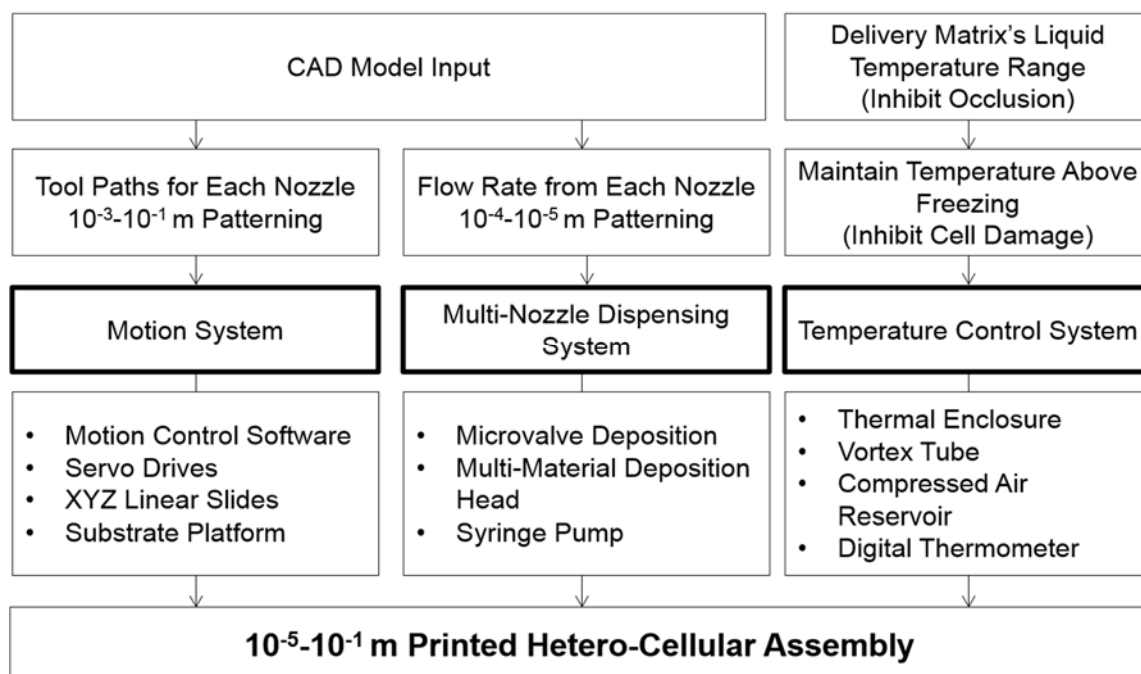 CAD Model Input
Delivery Matrix’s Liquid
Temperature Range
(Inhibit Occlusion)
Tool Paths for Each Nozzle
10⁻³-10⁻¹ m Patterning
Flow Rate from Each Nozzle
10⁻⁴-10⁻⁵ m Patterning
Maintain Temperature Above
Freezing
(Inhibit Cell Damage)
Motion System
Multi-Nozzle Dispensing
System
Temperature Control System
• Motion Control Software
• Servo Drives
• XYZ Linear Slides
• Substrate Platform
• Microvalve Deposition
• Multi-Material Deposition
Head
• Syringe Pump
• Thermal Enclosure
• Vortex Tube
• Compressed Air
Reservoir
• Digital Thermometer
10⁻⁵-10⁻¹ m Printed Hetero-Cellular Assembly